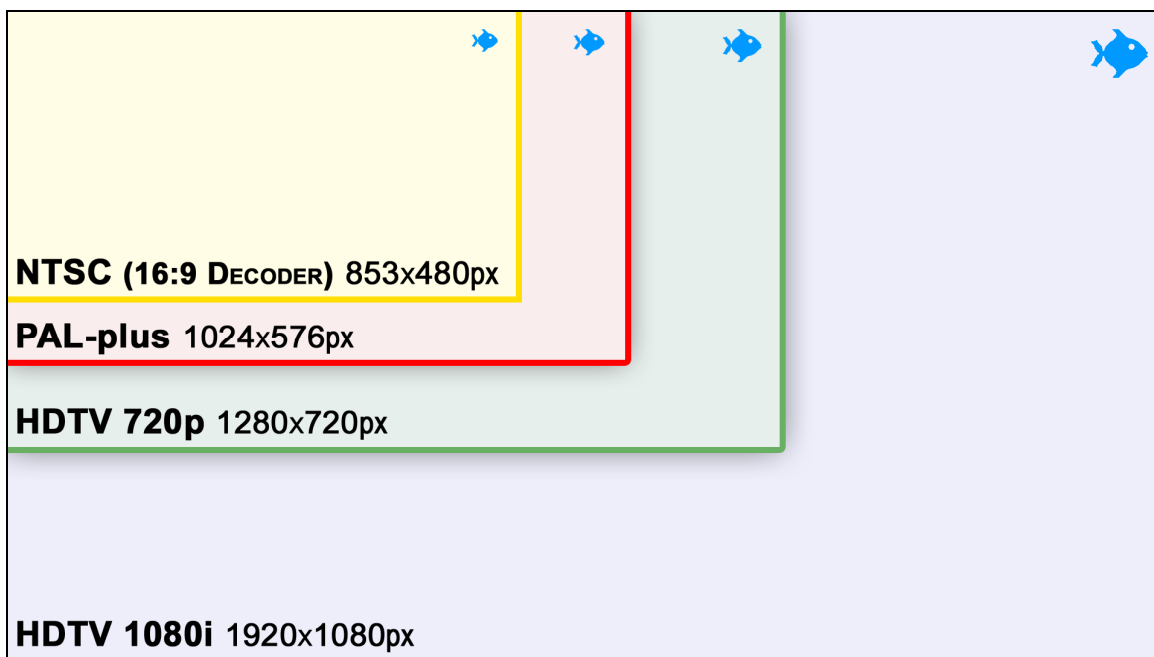 NTSC (16:9 DECODER) 853x480px
PAL-plus 1024x576px
HDTV 720p 1280x720px
HDTV 1080i 1920x1080px